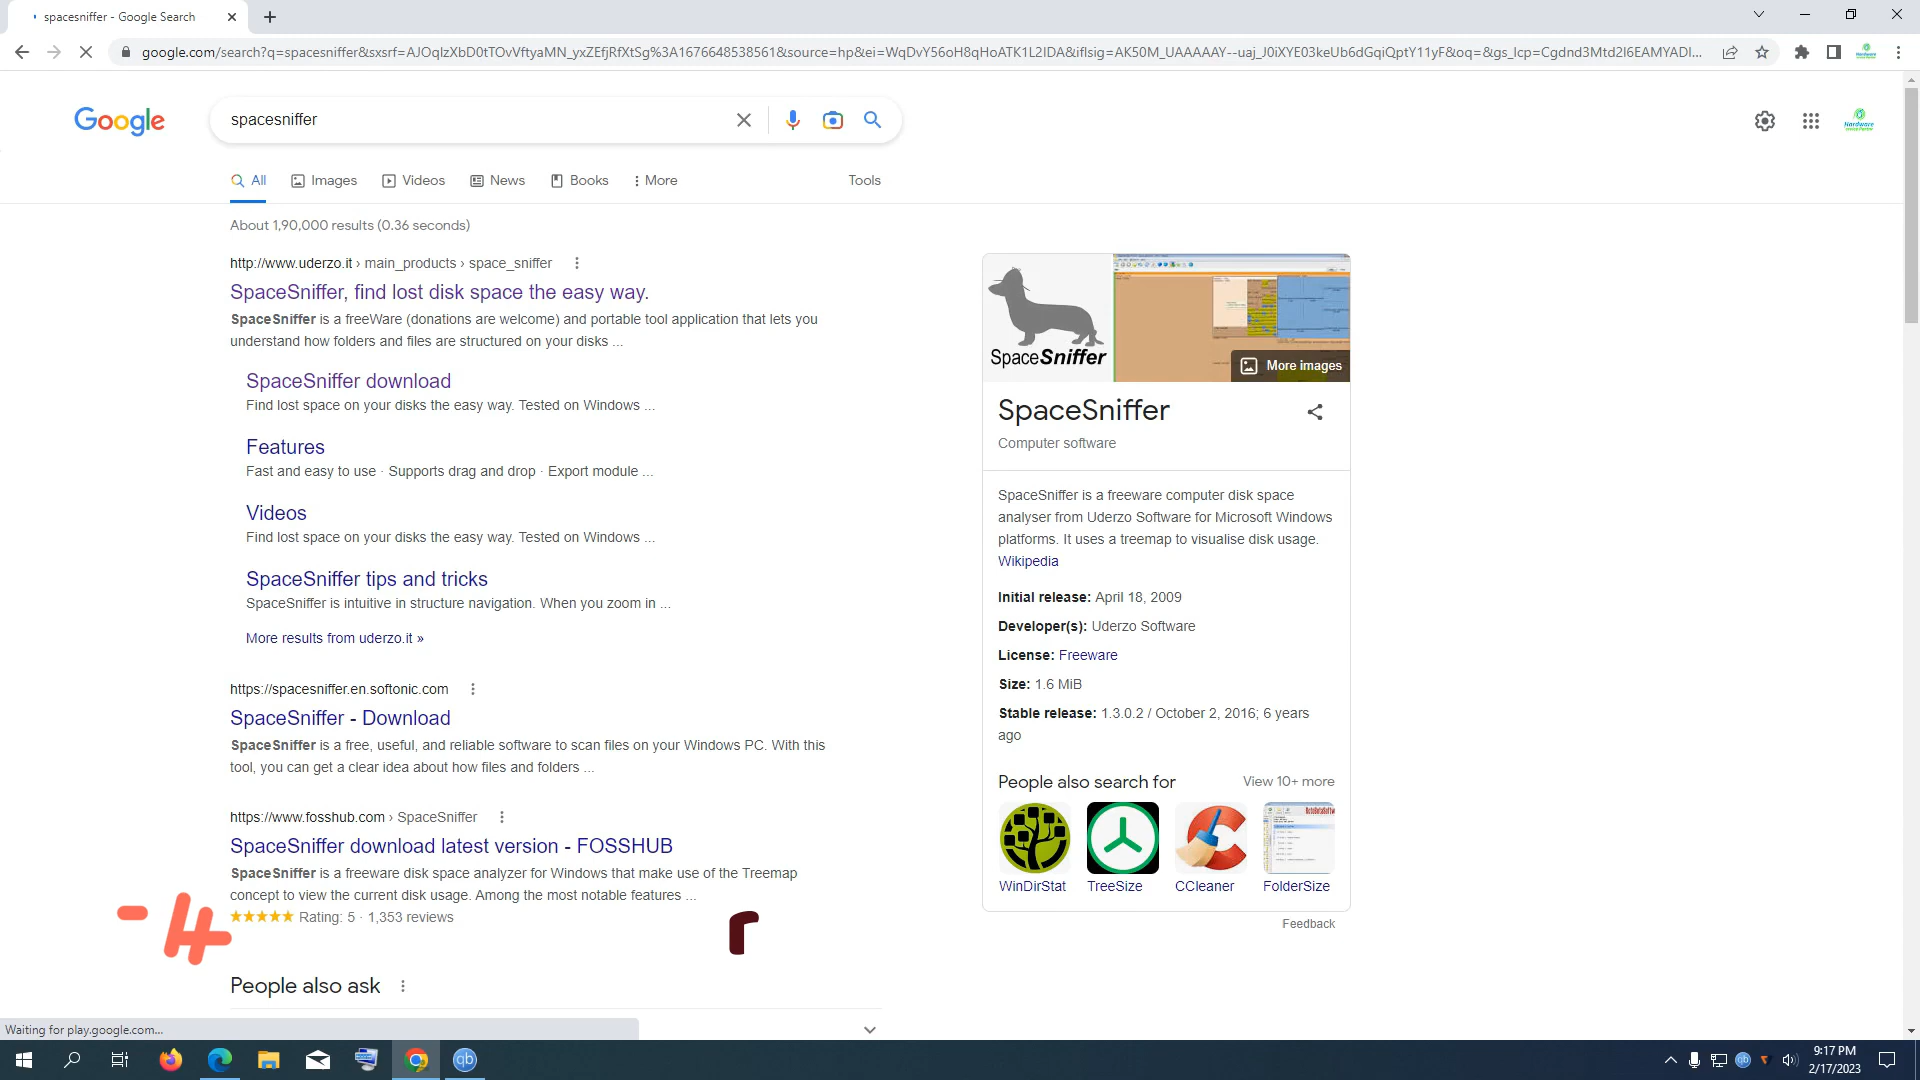 spacesniffer - Google Search
google.com/search?q=spacesniffer&sxsrf=AJOqlzXbD0tTOvVftyaMN_yxZEfjRfXtSg%3A1676648538561&source=hp&ei=WqDvY56oH8qHoATK1L2IDA&iflsig=AK50M_UAAAAAY--uaj_J0iXYE03keUb6dGqiQptY11yF&oq=&gs_lcp=Cgdnd3Mtd2l6EAMYADI...
Google
spacesniffer
Hardware
All
Images
Videos
News
Books
More
Tools
About 1,90,000 results (0.36 seconds)
http://www.uderzo.it › main_products › space_sniffer
SpaceSniffer, find lost disk space the easy way.
SpaceSniffer is a freeWare (donations are welcome) and portable tool application that lets you
understand how folders and files are structured on your disks ...
SpaceSniffer download
Find lost space on your disks the easy way. Tested on Windows ...
Features
Fast and easy to use · Supports drag and drop · Export module ...
Videos
Find lost space on your disks the easy way. Tested on Windows ...
SpaceSniffer tips and tricks
SpaceSniffer is intuitive in structure navigation. When you zoom in ...
More results from uderzo.it »
https://spacesniffer.en.softonic.com
SpaceSniffer - Download
SpaceSniffer is a free, useful, and reliable software to scan files on your Windows PC. With this
tool, you can get a clear idea about how files and folders ...
https://www.fosshub.com › SpaceSniffer
SpaceSniffer download latest version - FOSSHUB
SpaceSniffer is a freeware disk space analyzer for Windows that make use of the Treemap
concept to view the current disk usage. Among the most notable features ...
Rating: 5 · 1,353 reviews
- 4
r
People also ask
SpaceSniffer
More images
SpaceSniffer
Computer software
SpaceSniffer is a freeware computer disk space
analyser from Uderzo Software for Microsoft Windows
platforms. It uses a treemap to visualise disk usage.
Wikipedia
Initial release: April 18, 2009
Developer(s): Uderzo Software
License: Freeware
Size: 1.6 MiB
Stable release: 1.3.0.2 / October 2, 2016; 6 years
ago
People also search for
View 10+ more
WinDirStat
TreeSize
CCleaner
FolderSize
Feedback
Waiting for play.google.com...
qb
9:17 PM
2/17/2023